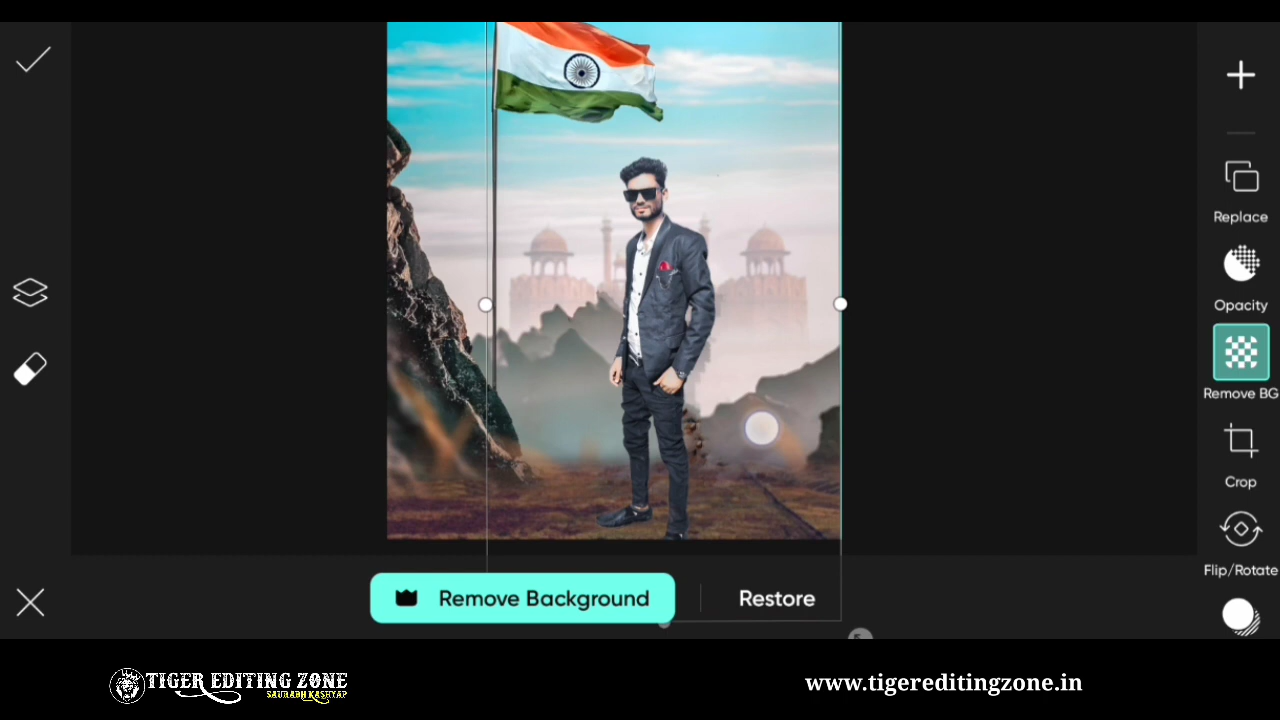 Replace
Opacity
Remove BG
Crop
Flip/Rotate
Remove Background
Restore
TIGER EDITING ZONE
SAURABH KASHYAP
www.tigereditingzone.in